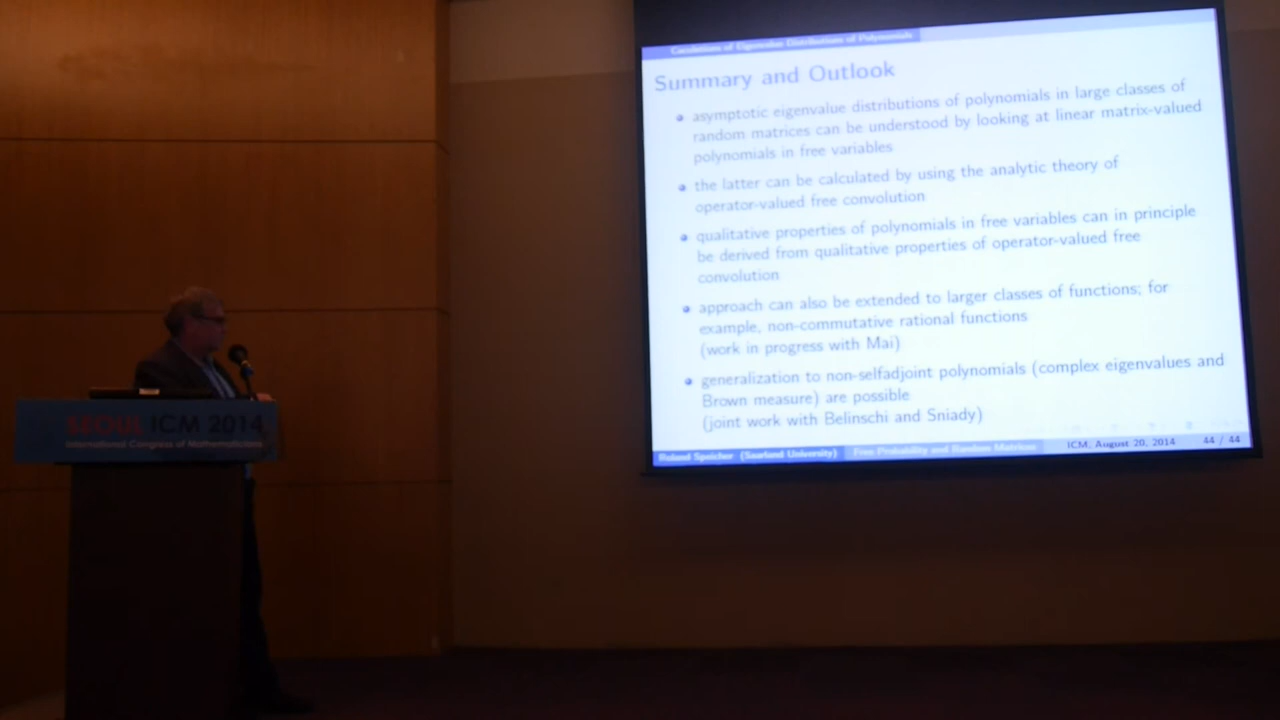 Calculations of Eigenvalue Distributions of Polynomials
Summary and Outlook
asymptotic eigenvalue distributions of polynomials in large classes of
random matrices can be understood by looking at linear matrix-valued
polynomials in free variables
the latter can be calculated by using the analytic theory of
operator-valued free convolution
qualitative properties of polynomials in free variables can in principle
be derived from qualitative properties of operator-valued free
convolution
approach can also be extended to larger classes of functions; for
example, non-commutative rational functions
(work in progress with Mai)
generalization to non-selfadjoint polynomials (complex eigenvalues and
Brown measure) are possible
(joint work with Belinschi and Sniady)
Roland Speicher (Saarland University) Free Probability and Random Matrices ICM, August 20, 2014 44 / 44
SEOUL ICM 2014
International Congress of Mathematicians